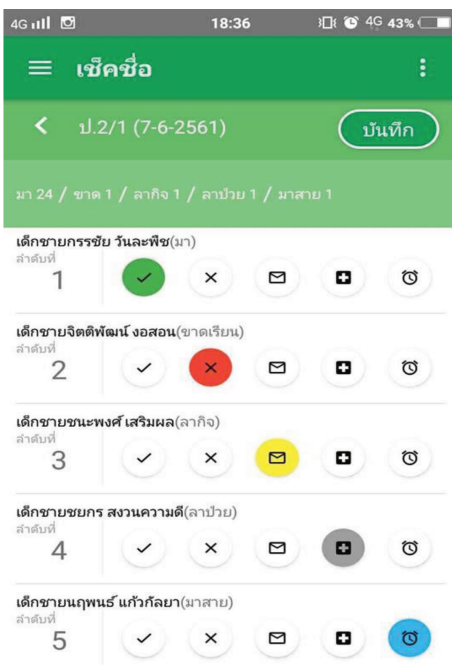 4G 18:36 4G 43%
เช็คชื่อ
ป.2/1 (7-6-2561) บันทึก
มา 24 / ขาด 1 / ลากิจ 1 / ลาป่วย 1 / มาสาย 1
เด็กชายกรรชัย วันละพืช(มา)
ลำดับที่
1
เด็กชายจิตติพัฒน์ งอสอน(ขาดเรียน)
ลำดับที่
2
เด็กชายชนะพงศ์ เสริมผล(ลากิจ)
ลำดับที่
3
เด็กชายชยกร สงวนความดี(ลาป่วย)
ลำดับที่
4
เด็กชายนฤพนธ์ แก้วกัลยา(มาสาย)
ลำดับที่
5